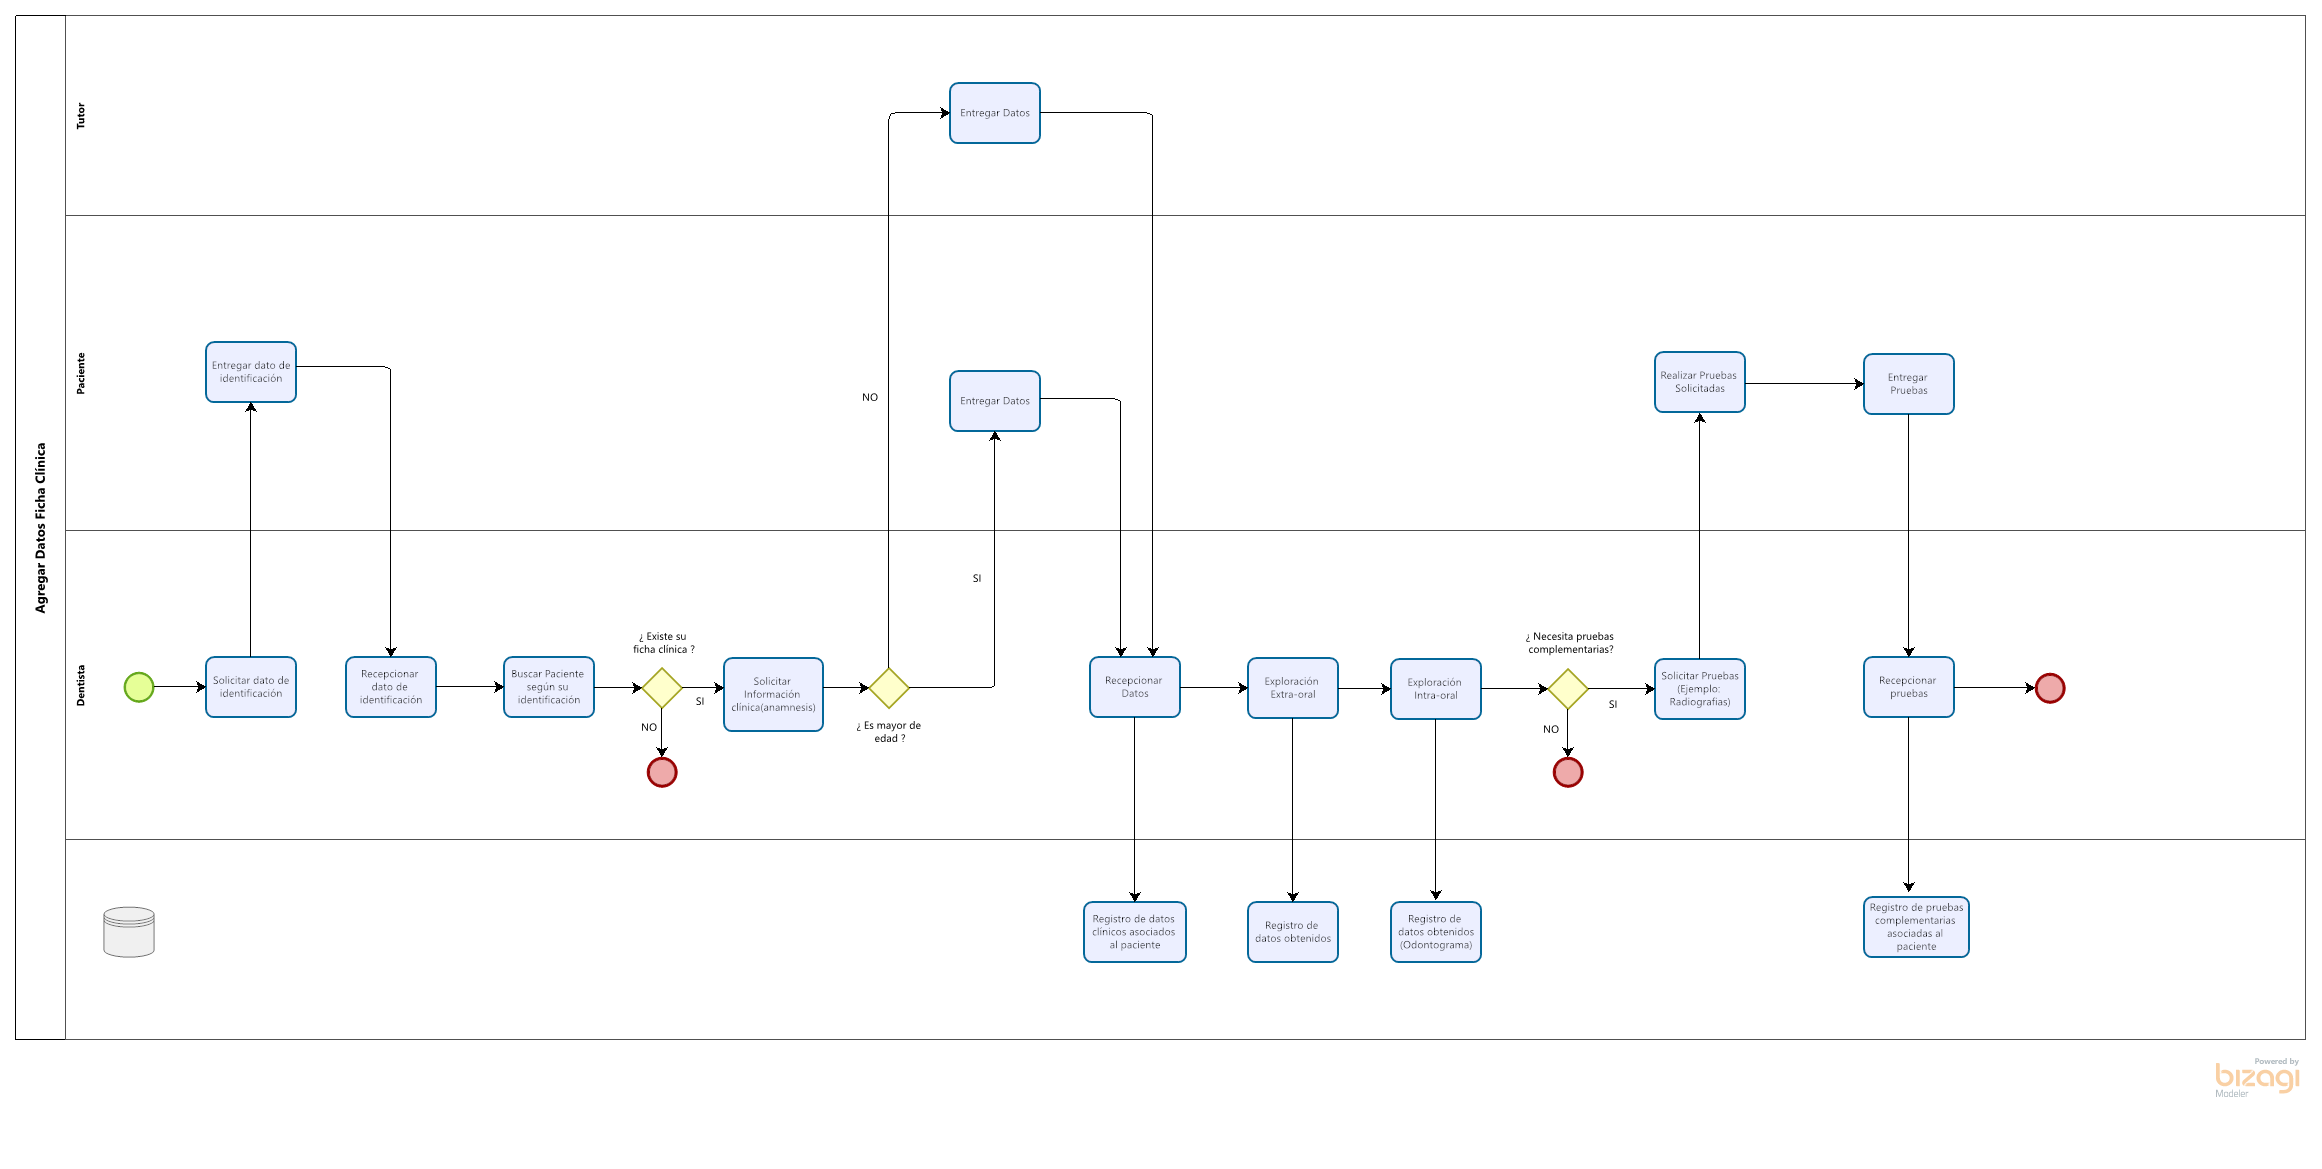 Agregar Datos Ficha Clínica
Tutor
Entregar Datos
Paciente
Entregar dato de
identificación
NO
Entregar Datos
SI
Realizar Pruebas
Solicitadas
Entregar
Pruebas
Dentista
Solicitar dato de
identificación
Recepcionar
dato de
identificación
Buscar Paciente
según su
identificación
¿ Existe su
ficha clínica ?
SI
NO
Solicitar
Información
clínica(anamnesis)
¿ Es mayor de
edad ?
Recepcionar
Datos
Exploración
Extra-oral
Exploración
Intra-oral
¿ Necesita pruebas
complementarias?
SI
NO
Solicitar Pruebas
(Ejemplo:
Radiografias)
Recepcionar
pruebas
Registro de datos
clínicos asociados
al paciente
Registro de
datos obtenidos
Registro de
datos obtenidos
(Odontograma)
Registro de pruebas
complementarias
asociadas al
paciente
Powered by
bizagi
Modeler